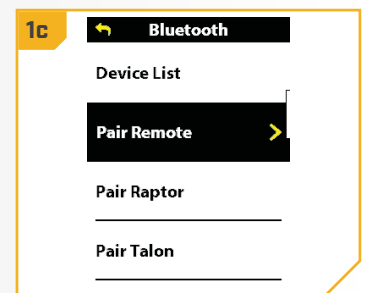 1c
Bluetooth
Device List
Pair Remote
Pair Raptor
Pair Talon